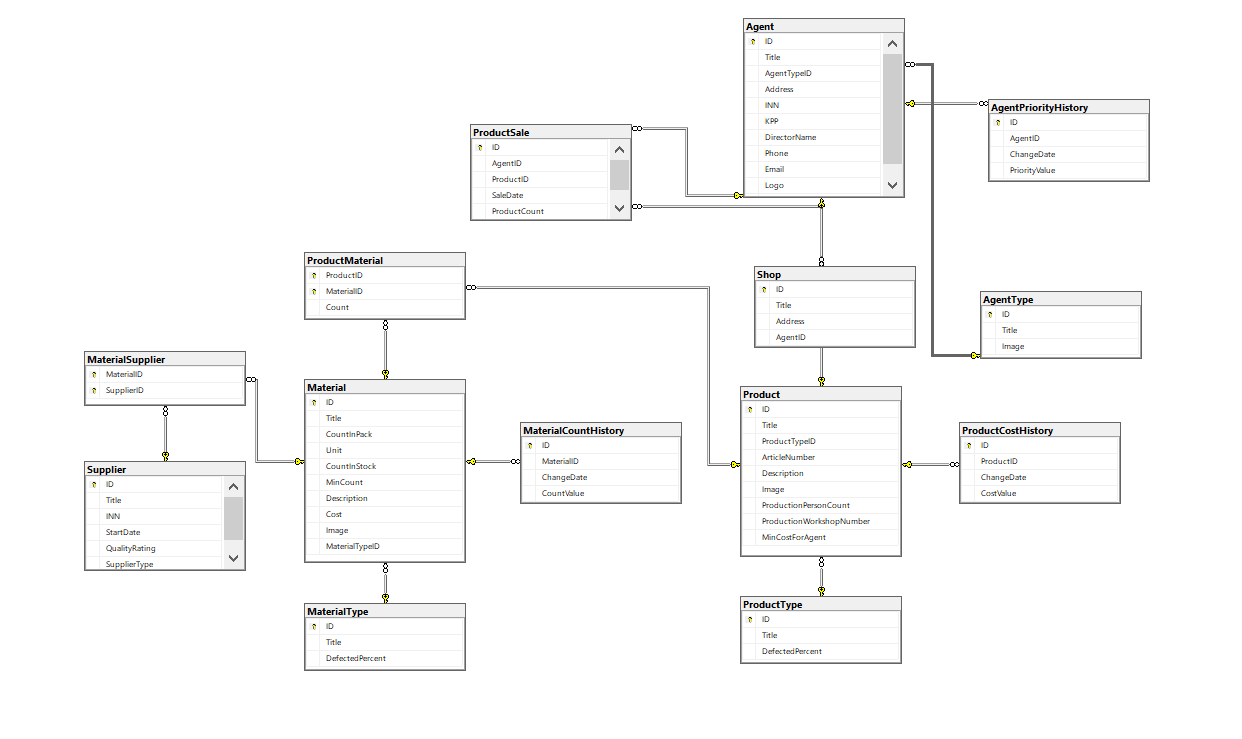 Agent
ID
Title
AgentTypeID
Address
INN
KPP
DirectorName
Phone
Email
Logo
AgentPriorityHistory
ID
AgentID
ChangeDate
PriorityValue
ProductSale
ID
AgentID
ProductID
SaleDate
ProductCount
ProductMaterial
ProductID
MaterialID
Count
Shop
ID
Title
Address
AgentID
AgentType
ID
Title
Image
MaterialSupplier
MaterialID
SupplierID
Material
ID
Title
CountInPack
Unit
CountInStock
MinCount
Description
Cost
Image
MaterialTypeID
Product
ID
Title
ProductTypeID
ArticleNumber
Description
Image
ProductionPersonCount
ProductionWorkshopNumber
MinCostForAgent
MaterialCountHistory
ID
MaterialID
ChangeDate
CountValue
ProductCostHistory
ID
ProductID
ChangeDate
CostValue
Supplier
ID
Title
INN
StartDate
QualityRating
SupplierType
MaterialType
ID
Title
DefectedPercent
ProductType
ID
Title
DefectedPercent